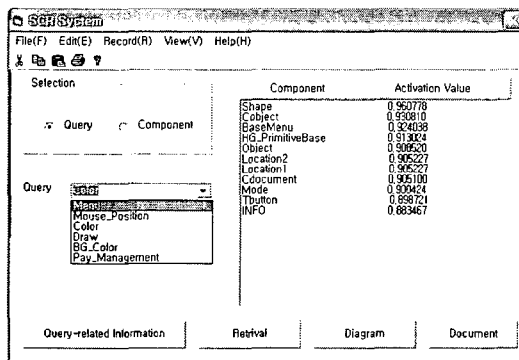 SCR System
File(F) Edit(E) Record(R) View(V) Help(H)
Selection
Query Component
Query
Mouse_Position
Color
Draw
BG_Color
Pay_Management
Component Activation Value
Shape 0.960778
Cobject 0.930810
BaseMenu 0.924038
HG_PrimitiveBase 0.913024
Object 0.908520
Location2 0.905227
Location1 0.905227
Cdocument 0.905100
Mode 0.900424
Tbutton 0.898721
INFO 0.883467
Query-related Information Retrival Diagram Document